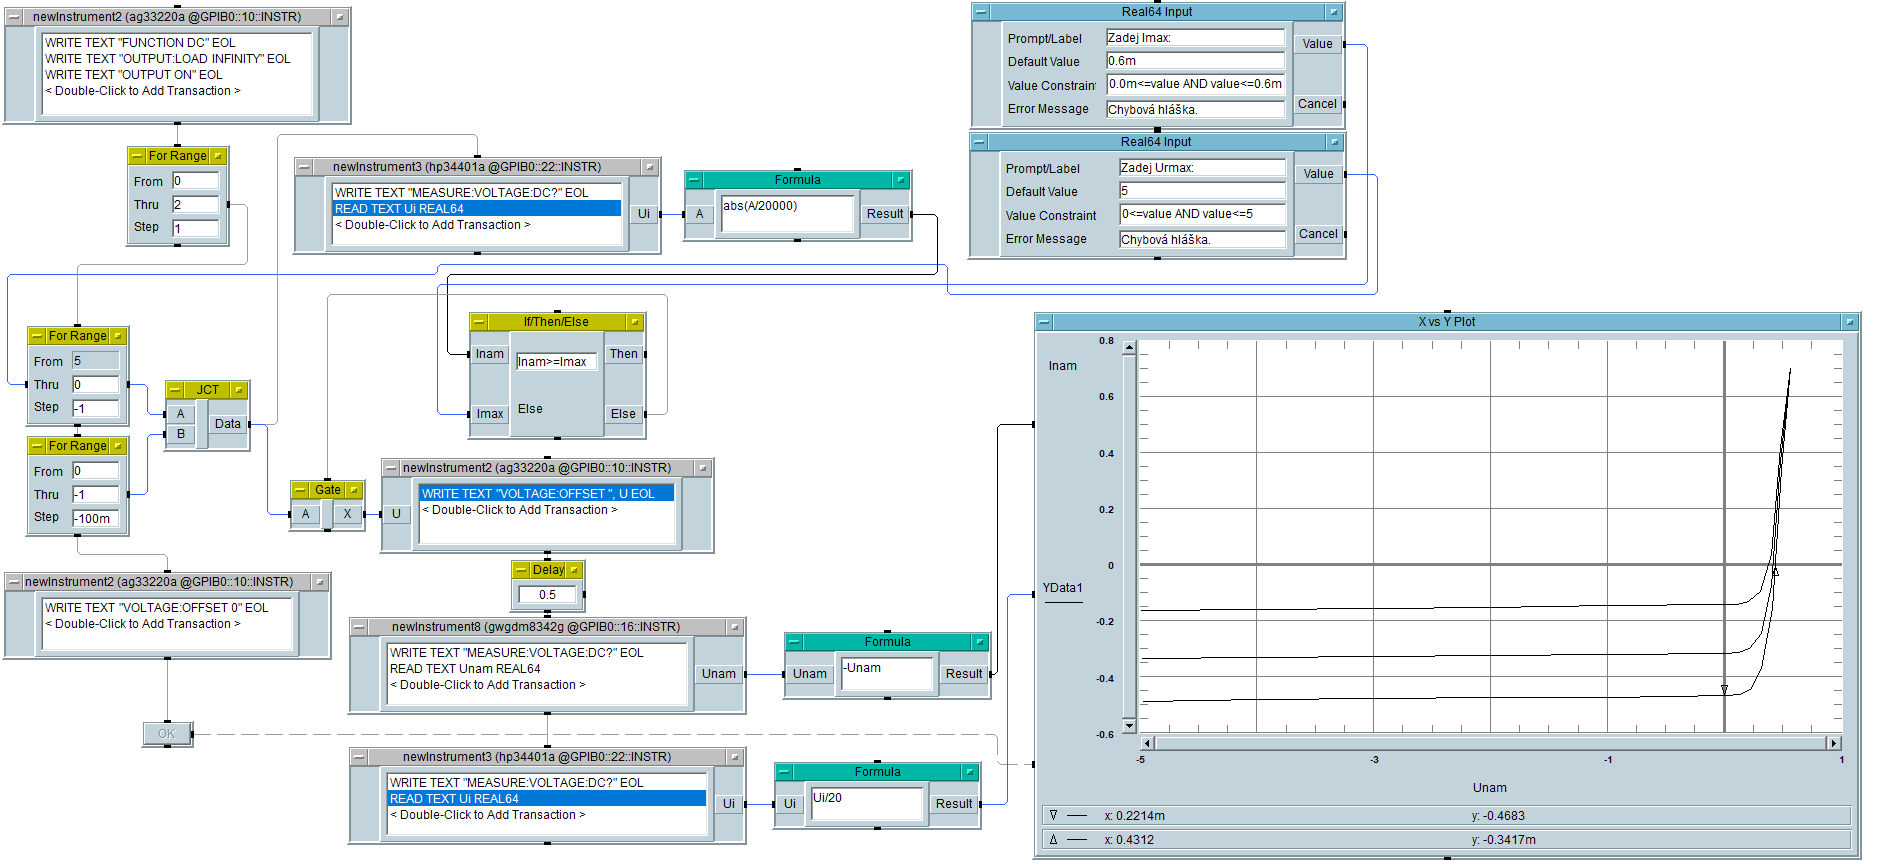 newInstrument2 (ag33220a @GPIB0::10::INSTR)
WRITE TEXT "FUNCTION DC" EOL
WRITE TEXT "OUTPUT:LOAD INFINITY" EOL
WRITE TEXT "OUTPUT ON" EOL
< Double-Click to Add Transaction >
Real64 Input
Prompt/Label Zadej Imax:
Default Value 0.6m
Value Constraint 0.0m<=value AND value<=0.6m
Error Message Chybová hláška.
Value
Cancel
Real64 Input
Prompt/Label Zadej Urmax:
Default Value 5
Value Constraint 0<=value AND value<=5
Error Message Chybová hláška.
Value
Cancel
For Range
From 0
Thru 2
Step 1
newInstrument3 (hp34401a @GPIB0::22::INSTR)
WRITE TEXT "MEASURE:VOLTAGE:DC?" EOL
READ TEXT Ui REAL64
< Double-Click to Add Transaction >
Ui
Formula
A
abs(A/20000)
Result
For Range
From 5
Thru 0
Step -1
For Range
From 0
Thru -1
Step -100m
JCT
A
B
Data
If/Then/Else
Inam
Imax
Inam>=Imax
Else
Then
Else
Gate
A
X
newInstrument2 (ag33220a @GPIB0::10::INSTR)
U
WRITE TEXT "VOLTAGE:OFFSET ", U EOL
< Double-Click to Add Transaction >
Delay
0.5
newInstrument2 (ag33220a @GPIB0::10::INSTR)
WRITE TEXT "VOLTAGE:OFFSET 0" EOL
< Double-Click to Add Transaction >
OK
newInstrument8 (gwgdm8342g @GPIB0::16::INSTR)
WRITE TEXT "MEASURE:VOLTAGE:DC?" EOL
READ TEXT Unam REAL64
< Double-Click to Add Transaction >
Unam
Formula
Unam
-Unam
Result
newInstrument3 (hp34401a @GPIB0::22::INSTR)
WRITE TEXT "MEASURE:VOLTAGE:DC?" EOL
READ TEXT Ui REAL64
< Double-Click to Add Transaction >
Ui
Formula
Ui
Ui/20
Result
X vs Y Plot
Inam
YData1
0.8
0.6
0.4
0.2
0
-0.2
-0.4
-0.6
-5
-3
-1
1
Unam
x: 0.2214m y: -0.4683
x: 0.4312 y: -0.3417m